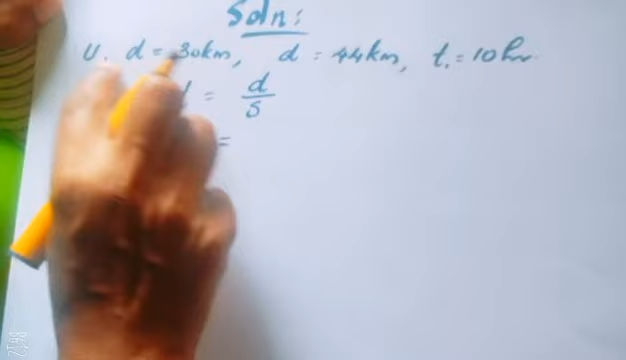 Soln:
U. d = 30km, d = 44km, t. = 10hr
= d/S
=